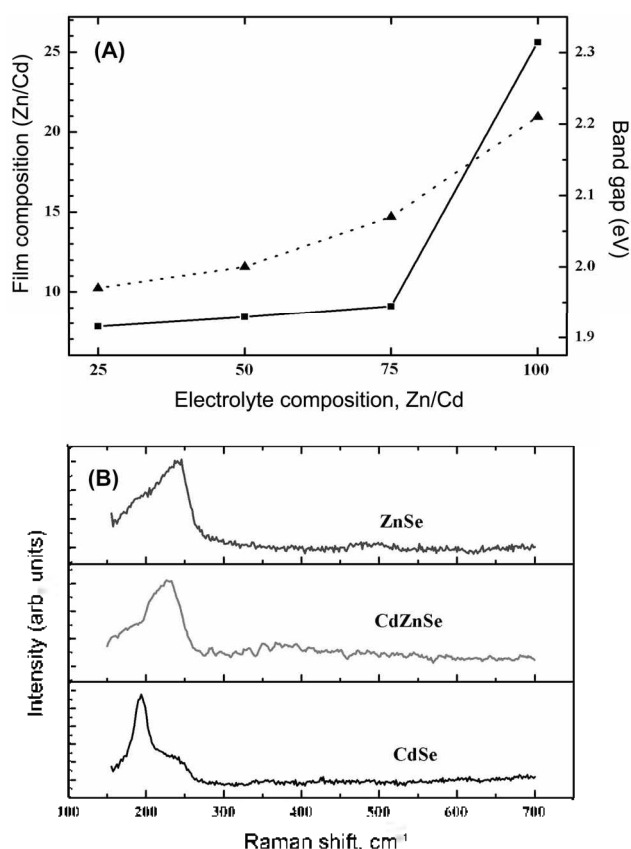 (A)
Film composition (Zn/Cd)
25
20
15
10
2.3
2.2
2.1
2.0
1.9
Band gap (eV)
25 50 75 100
Electrolyte composition, Zn/Cd
(B)
Intensity (arb. units)
ZnSe
CdZnSe
CdSe
100 200 300 400 500 600 700
Raman shift, cm⁻¹